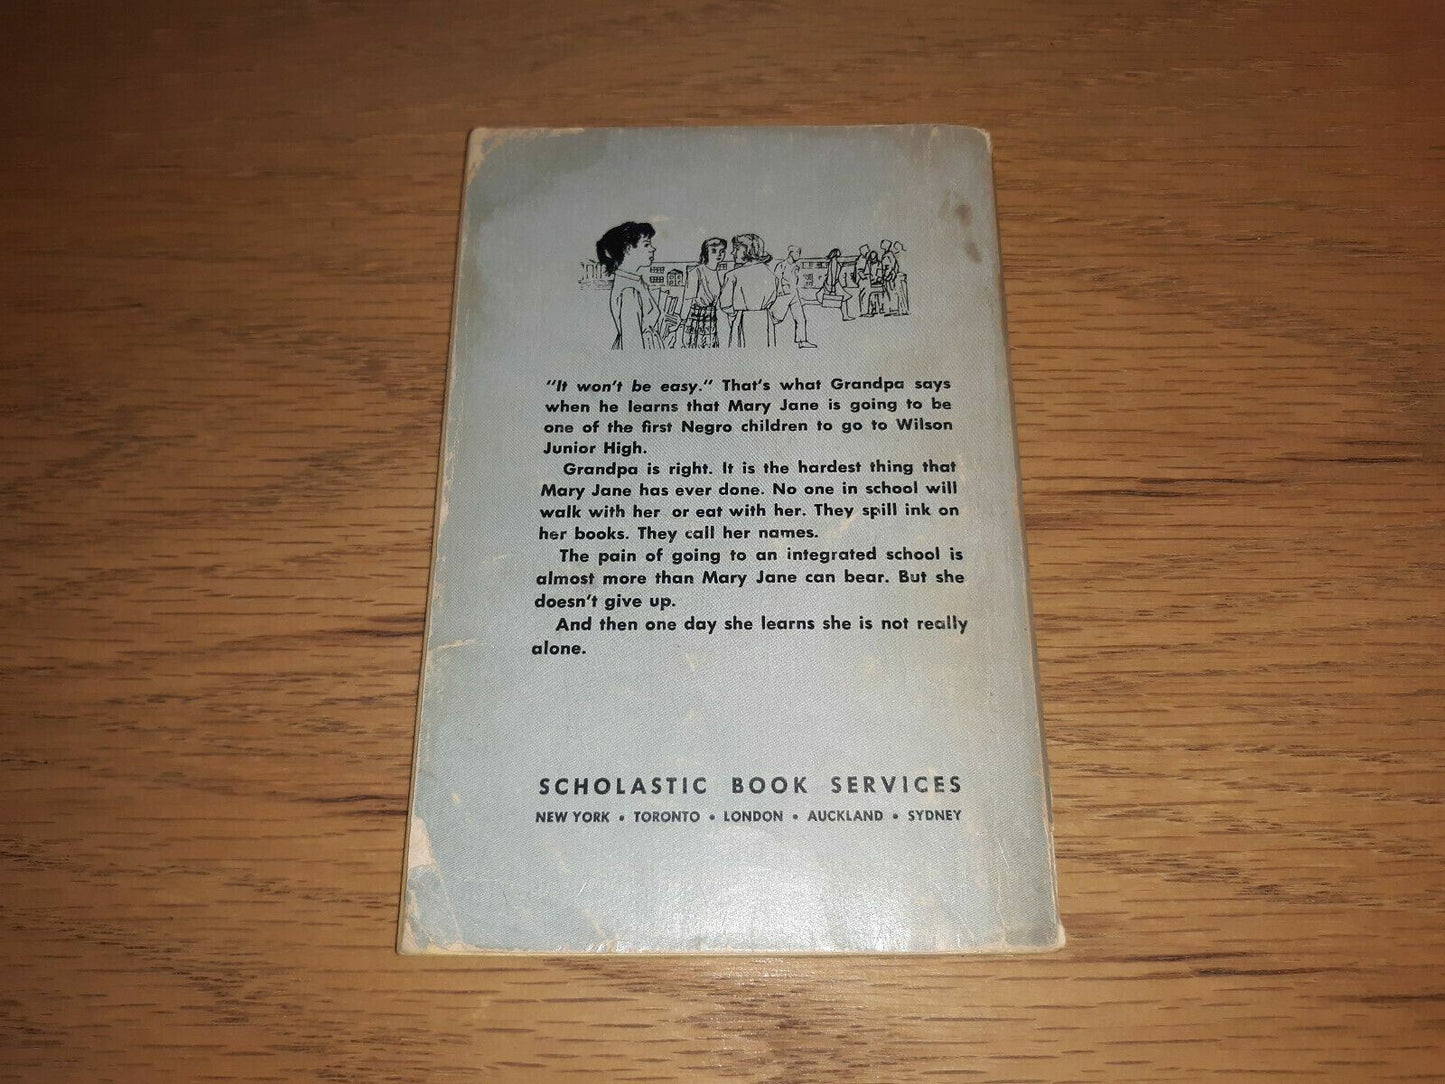 "It won't be easy." That's what Grandpa says
when he learns that Mary Jane is going to be
one of the first Negro children to go to Wilson
Junior High.
Grandpa is right. It is the hardest thing that
Mary Jane has ever done. No one in school will
walk with her or eat with her. They spill ink on
her books. They call her names.
The pain of going to an integrated school is
almost more than Mary Jane can bear. But she
doesn't give up.
And then one day she learns she is not really
alone.
SCHOLASTIC BOOK SERVICES
NEW YORK • TORONTO • LONDON • AUCKLAND • SYDNEY